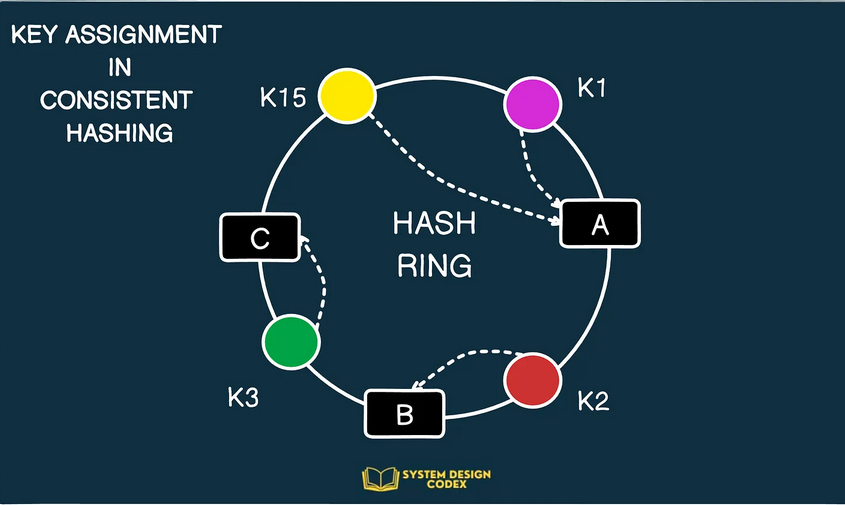 KEY ASSIGNMENT
IN
CONSISTENT
HASHING
K15
K1
HASH
RING
A
C
K3
B
K2
SYSTEM DESIGN
CODEX